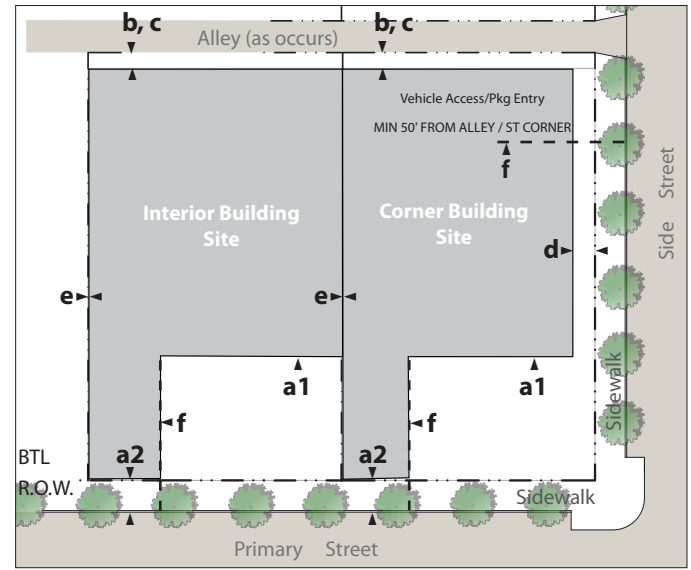 b, c
b, c
Alley (as occurs)
Vehicle Access/Pkg Entry
MIN 50' FROM ALLEY / ST CORNER
f
Side Street
Interior Building
Site
Corner Building
Site
d
e
e
a1
a1
Sidewalk
f
f
BTL
a2
a2
R.O.W.
Sidewalk
Primary Street